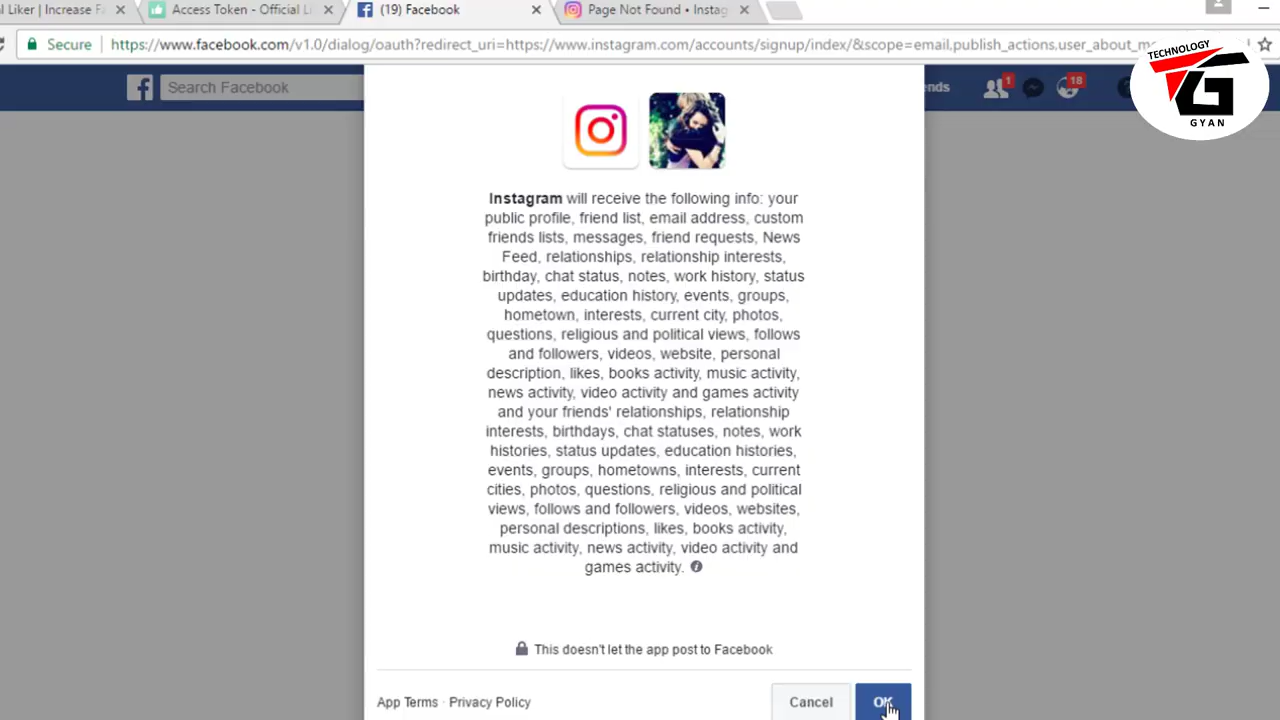 al Liker | Increase F
Access Token - Official Li
(19) Facebook
Page Not Found • Instag
Secure
https://www.facebook.com/v1.0/dialog/oauth?redirect_uri=https://www.instagram.com/accounts/signup/index/&scope=email,publish_actions,user_about_me
TECHNOLOGY
GYAN
Search Facebook
ends
1
18
Instagram will receive the following info: your
public profile, friend list, email address, custom
friends lists, messages, friend requests, News
Feed, relationships, relationship interests,
birthday, chat status, notes, work history, status
updates, education history, events, groups,
hometown, interests, current city, photos,
questions, religious and political views, follows
and followers, videos, website, personal
description, likes, books activity, music activity,
news activity, video activity and games activity
and your friends' relationships, relationship
interests, birthdays, chat statuses, notes, work
histories, status updates, education histories,
events, groups, hometowns, interests, current
cities, photos, questions, religious and political
views, follows and followers, videos, websites,
personal descriptions, likes, books activity,
music activity, news activity, video activity and
games activity.
This doesn't let the app post to Facebook
App Terms · Privacy Policy
Cancel
OK